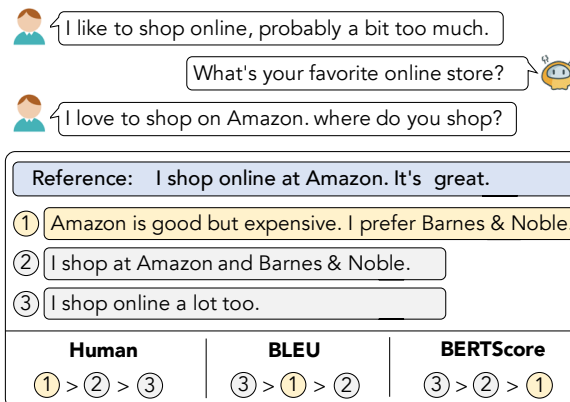 I like to shop online, probably a bit too much.
What's your favorite online store?
I love to shop on Amazon. where do you shop?
Reference: I shop online at Amazon. It's great.
1 Amazon is good but expensive. I prefer Barnes & Noble.
2 I shop at Amazon and Barnes & Noble.
3 I shop online a lot too.
Human BLEU BERTScore
1 > 2 > 3 3 > 1 > 2 3 > 2 > 1